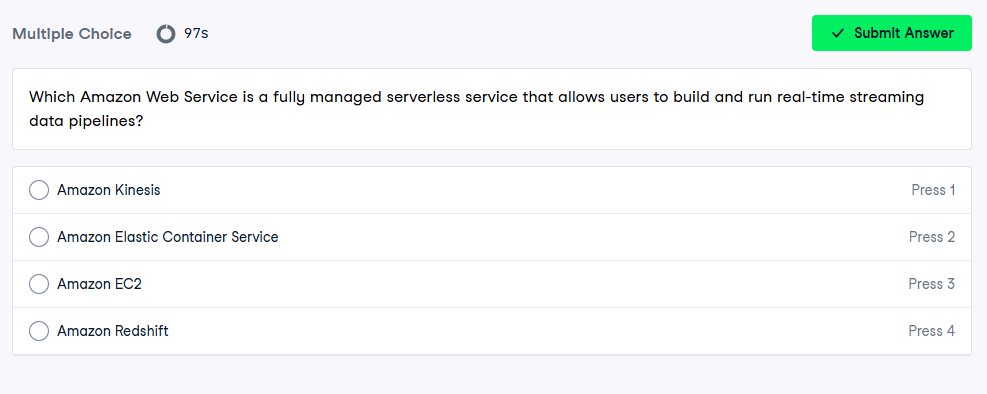 Multiple Choice
97s
Submit Answer
Which Amazon Web Service is a fully managed serverless service that allows users to build and run real-time streaming
data pipelines?
Amazon Kinesis Press 1
Amazon Elastic Container Service Press 2
Amazon EC2 Press 3
Amazon Redshift Press 4